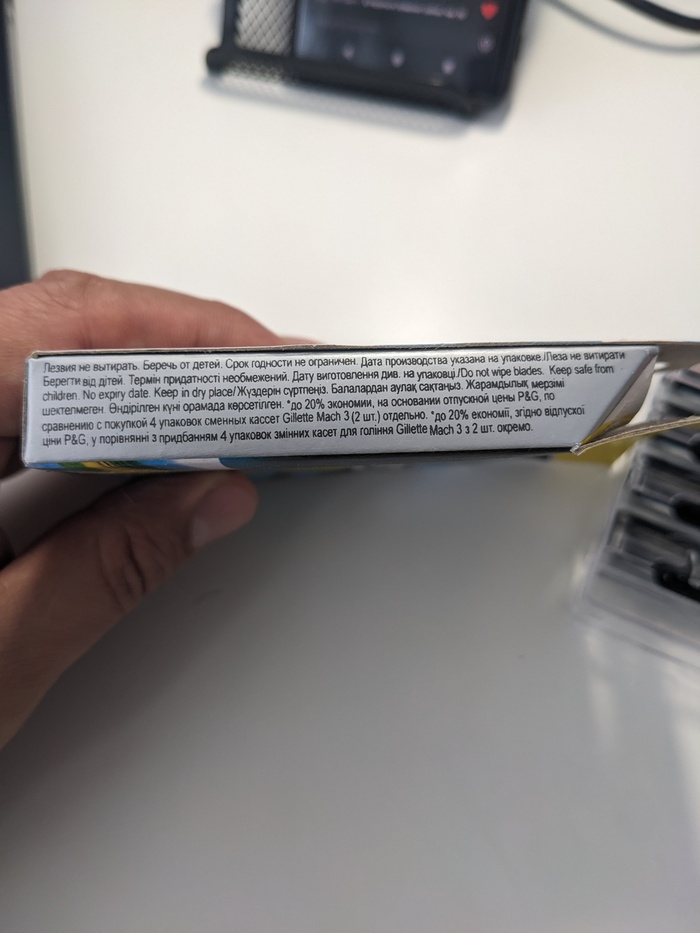 Лезвия не вытирать. Беречь от детей. Срок годности не ограничен. Дата производства указана на упаковке./Леза не витирати
Берегти від дітей. Термін придатності необмежений. Дату виготовлення див. на упаковці./Do not wipe blades. Keep safe from
children. No expiry date. Keep in dry place/Жүздерін сүртпеңіз. Балалардан аулақ сақтаңыз. Жарамдылық мерзімі
шектелмеген. Өндірілген күні орамада көрсетілген. *до 20% экономии, на основании отпускной цены P&G, по
сравнению с покупкой 4 упаковок сменных кассет Gillette Mach 3 (2 шт.) отдельно. *до 20% економії, згідно відпускної
ціни P&G, у порівнянні з придбанням 4 упаковок змінних касет для гоління Gillette Mach 3 з 2 шт. окремо.